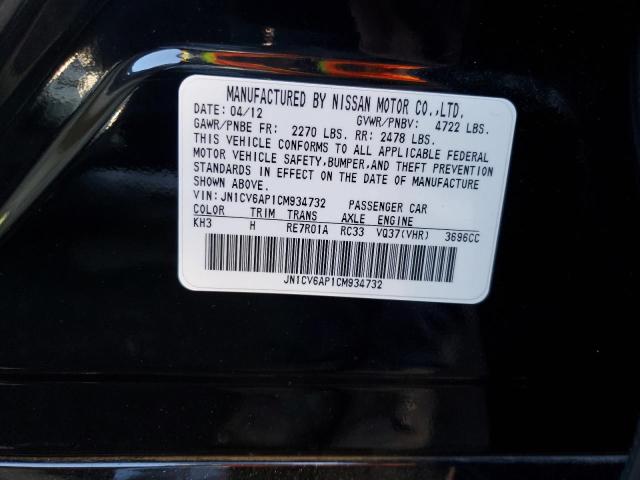 MANUFACTURED BY NISSAN MOTOR CO.,LTD.
DATE: 04/12 GVWR/PNBV: 4722 LBS.
GAWR/PNBE FR: 2270 LBS. RR: 2478 LBS.
THIS VEHICLE CONFORMS TO ALL APPLICABLE FEDERAL
MOTOR VEHICLE SAFETY,BUMPER,AND THEFT PREVENTION
STANDARDS IN EFFECT ON THE DATE OF MANUFACTURE
SHOWN ABOVE.
VIN: JN1CV6AP1CM934732 PASSENGER CAR
COLOR TRIM TRANS AXLE ENGINE
KH3 H RE7R01A RC33 VQ37(VHR) 3696CC
JN1CV6AP1CM934732